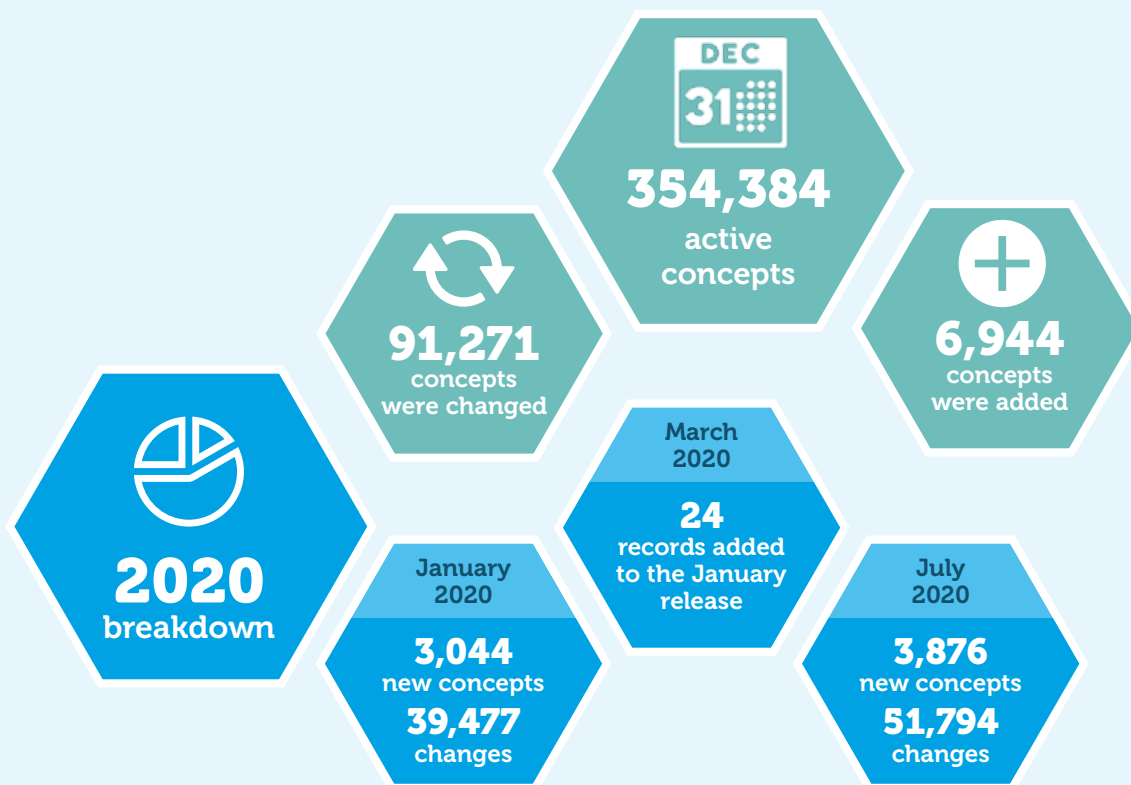 DEC
31
354,384
active
concepts
91,271
concepts
were changed
6,944
concepts
were added
2020
breakdown
January
2020
3,044
new concepts
39,477
changes
March
2020
24
records added
to the January
release
July
2020
3,876
new concepts
51,794
changes